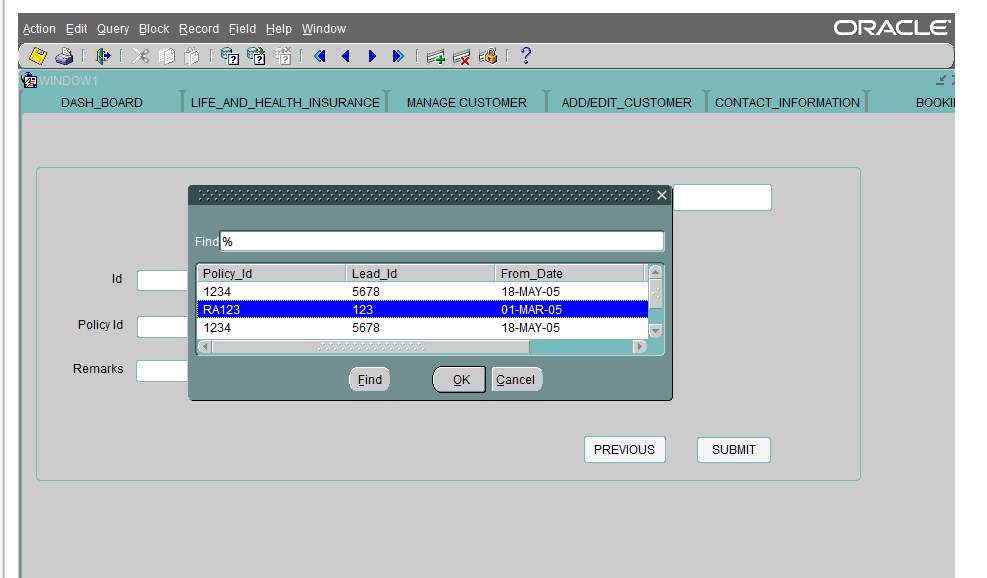 Action Edit Query Block Record Field Help Window
ORACLE
WINDOW1
DASH_BOARD LIFE_AND_HEALTH_INSURANCE MANAGE CUSTOMER ADD/EDIT_CUSTOMER CONTACT_INFORMATION BOOKI
Find %
Policy_Id Lead_Id From_Date
1234 5678 18-MAY-05
RA123 123 01-MAR-05
1234 5678 18-MAY-05
Find OK Cancel
Id
Policy Id
Remarks
PREVIOUS SUBMIT